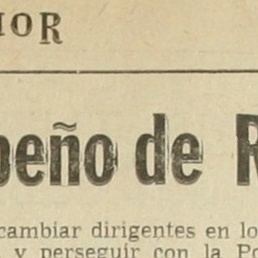 IOR
peño de R
cambiar dirigentes en lo
y perseguir con la Po